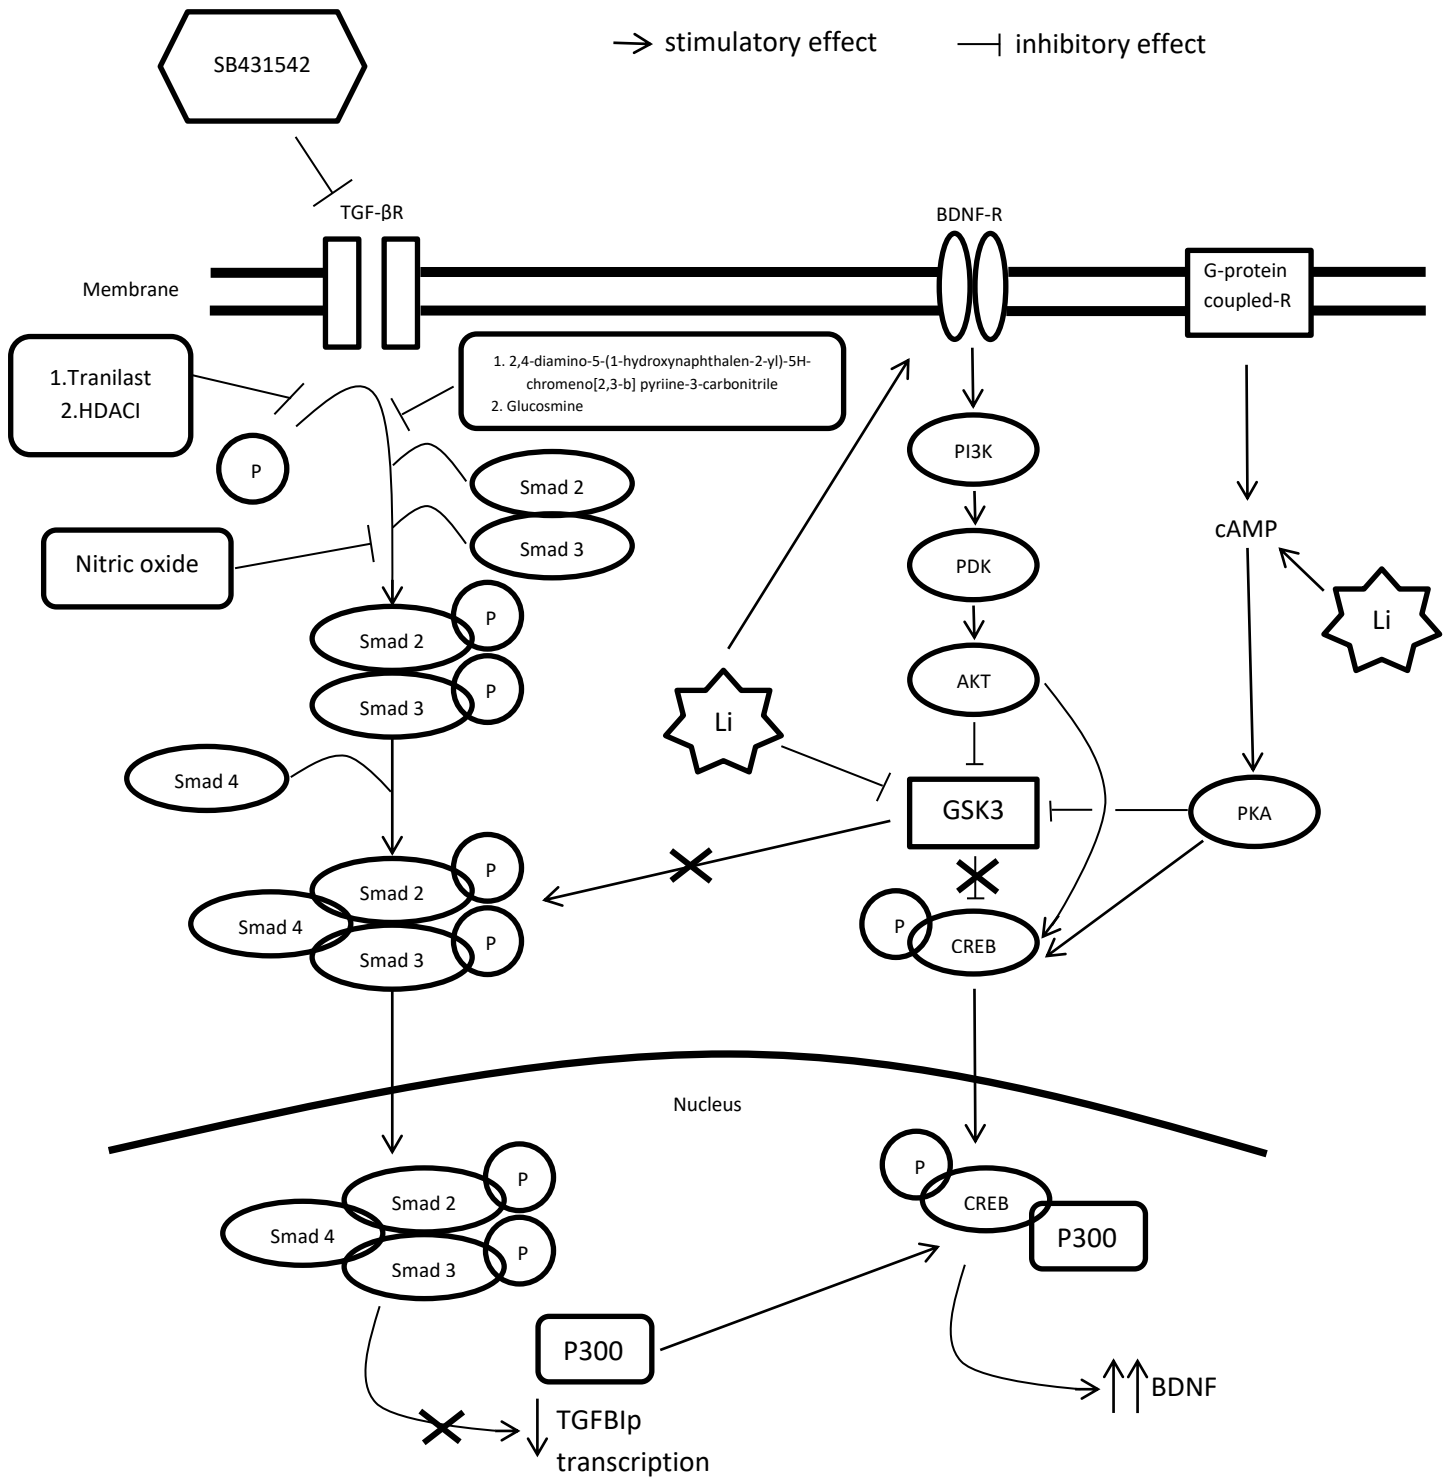 SB431542
stimulatory effect
inhibitory effect
TGF-βR
BDNF-R
G-protein
coupled-R
Membrane
1.Tranilast
2.HDACI
1. 2,4-diamino-5-(1-hydroxynaphthalen-2-yl)-5H-
chromeno[2,3-b] pyriine-3-carbonitrile
2. Glucosmine
P
Smad 2
Smad 3
Nitric oxide
PI3K
PDK
AKT
cAMP
Li
P
Smad 2
P
Smad 3
Li
Smad 4
GSK3
PKA
P
Smad 2
Smad 4
P
Smad 3
P
CREB
Nucleus
P
Smad 2
Smad 4
P
Smad 3
P
CREB
P300
P300
TGFBIp
transcription
BDNF